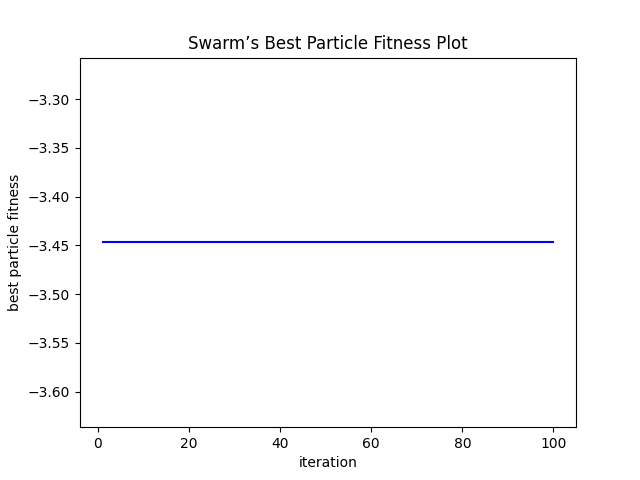 Swarm’s Best Particle Fitness Plot
−3.30
−3.35
−3.40
−3.45
−3.50
−3.55
−3.60
best particle fitness
0 20 40 60 80 100
iteration